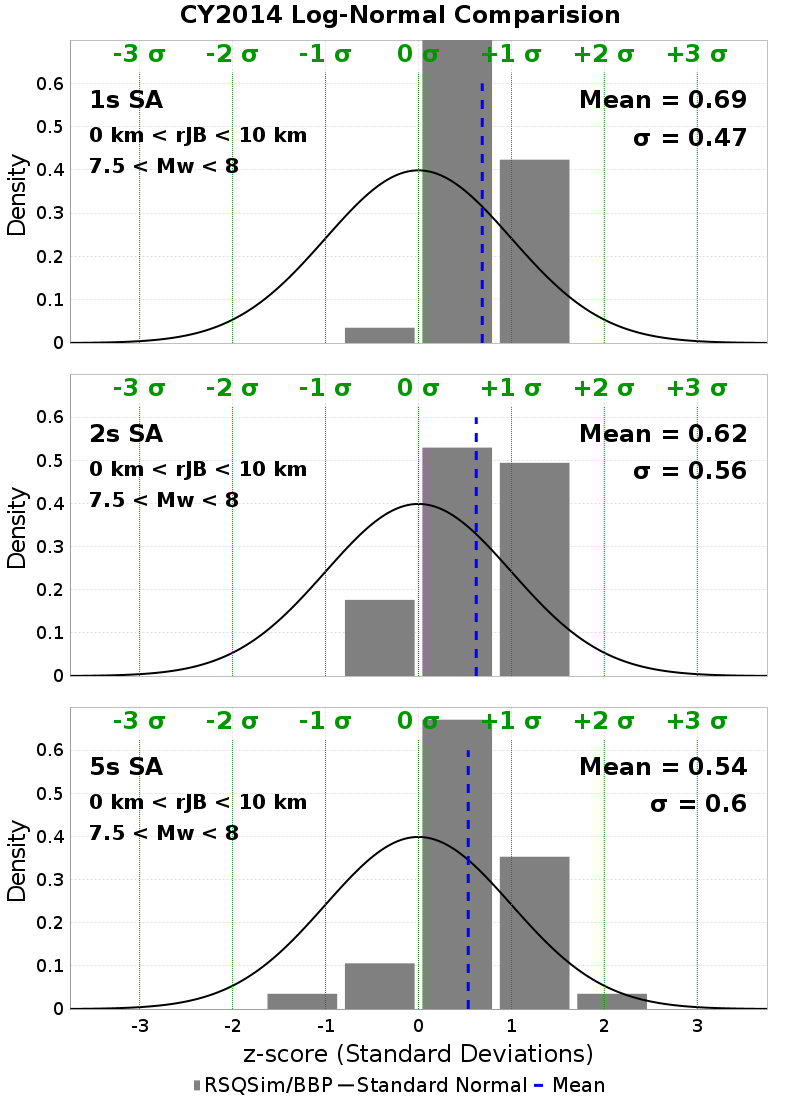 CY2014 Log-Normal Comparision
-3 σ -2 σ -1 σ 0 σ +1 σ +2 σ +3 σ
0.6
1s SA Mean = 0.69
0.5
0 km < rJB < 10 km σ = 0.47
0.4
7.5 < Mw < 8
Density
0.3
0.2
0.1
0
-3 σ -2 σ -1 σ 0 σ +1 σ +2 σ +3 σ
0.6
2s SA Mean = 0.62
0.5
0 km < rJB < 10 km σ = 0.56
0.4
7.5 < Mw < 8
Density
0.3
0.2
0.1
0
-3 σ -2 σ -1 σ 0 σ +1 σ +2 σ +3 σ
0.6
5s SA Mean = 0.54
0.5
0 km < rJB < 10 km σ = 0.6
0.4
7.5 < Mw < 8
Density
0.3
0.2
0.1
0
-3 -2 -1 0 1 2 3
z-score (Standard Deviations)
RSQSim/BBP Standard Normal Mean